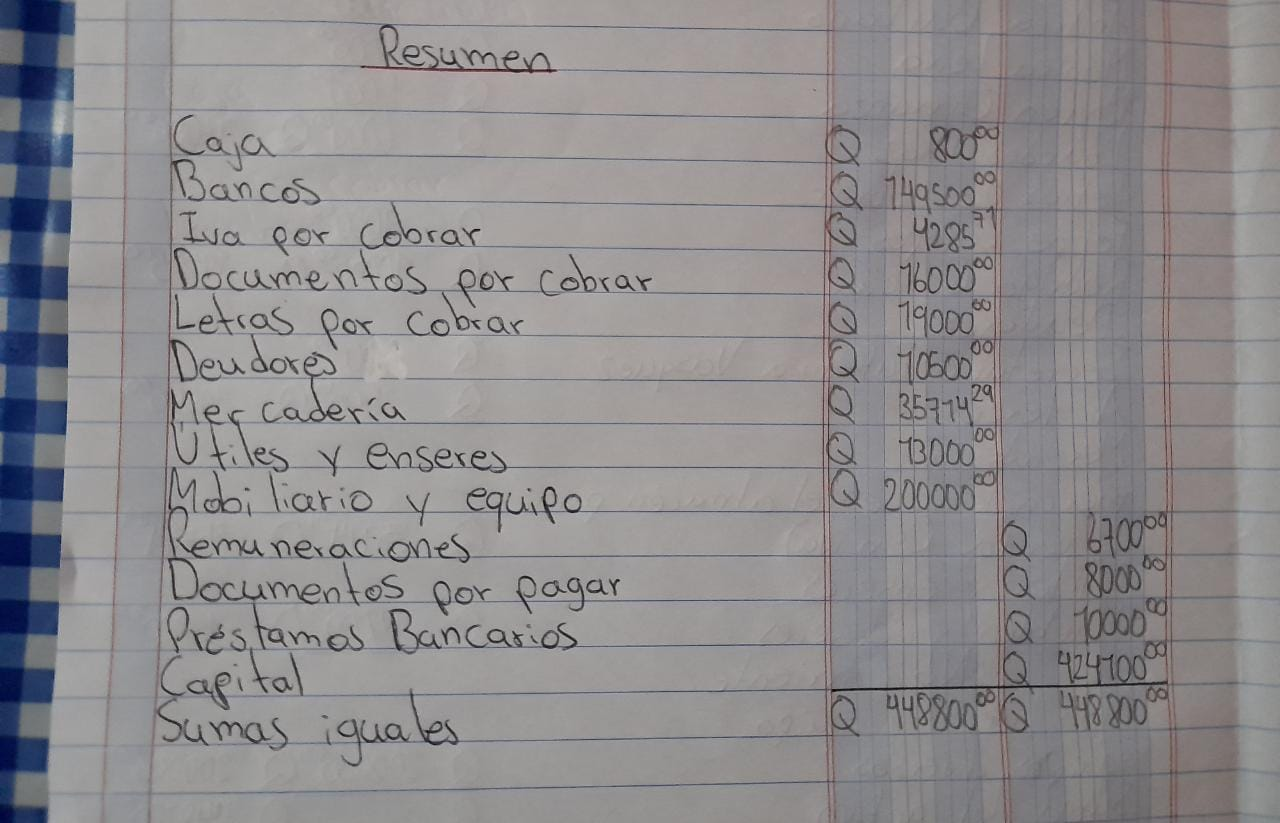 Resumen
Caja Q 800⁰⁰
Bancos Q 149500⁰⁰
Iva por cobrar Q 4285⁷¹
Documentos por cobrar Q 16000⁰⁰
Letras por cobrar Q 19000⁰⁰
Deudores Q 10500⁰⁰
Mercadería Q 35714²⁹
Útiles y enseres Q 13000⁰⁰
Mobiliario y equipo Q 200000⁰⁰
Remuneraciones Q 6700⁰⁰
Documentos por pagar Q 8000⁰⁰
Préstamos Bancarios Q 10000⁰⁰
Capital Q 424100⁰⁰
Sumas iguales Q 448800⁰⁰ Q 448800⁰⁰